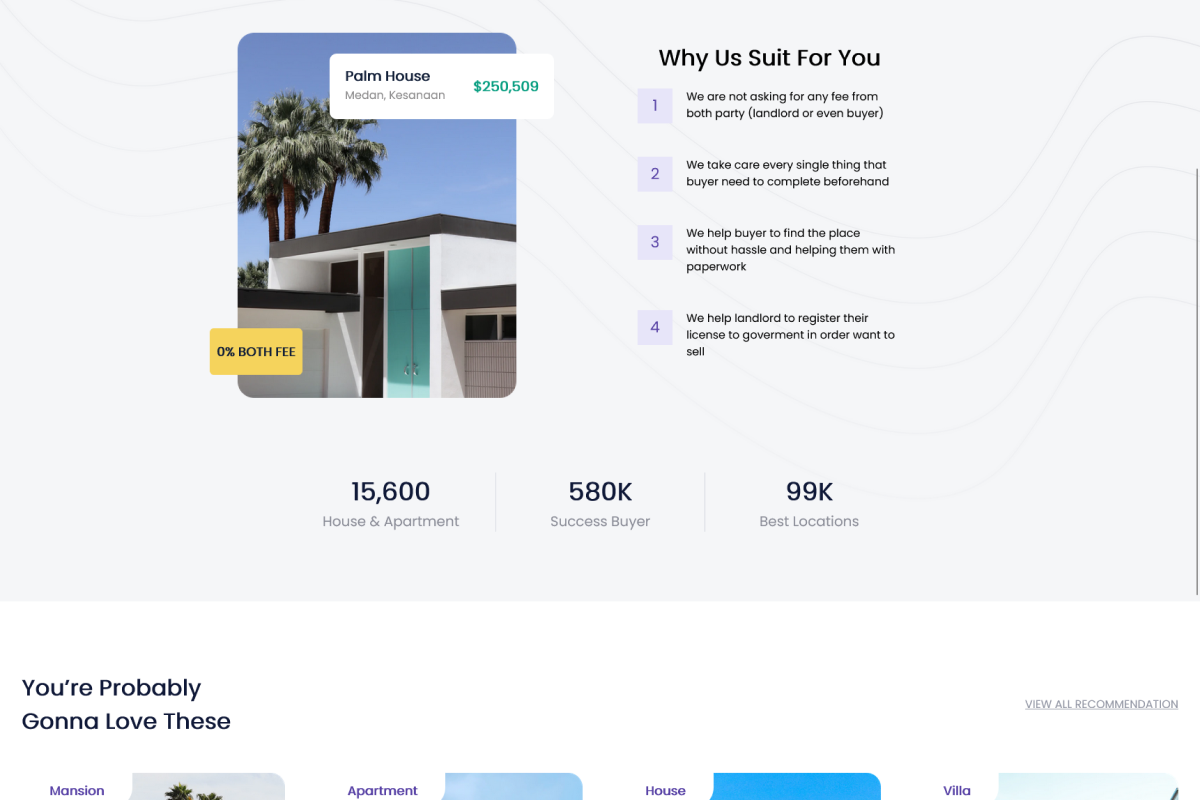 Palm House
Medan, Kesanaan
$250,509
0% BOTH FEE
Why Us Suit For You
1
We are not asking for any fee from
both party (landlord or even buyer)
2
We take care every single thing that
buyer need to complete beforehand
3
We help buyer to find the place
without hassle and helping them with
paperwork
4
We help landlord to register their
license to goverment in order want to
sell
15,600
House & Apartment
580K
Success Buyer
99K
Best Locations
You’re Probably
Gonna Love These
VIEW ALL RECOMMENDATION
Mansion
Apartment
House
Villa